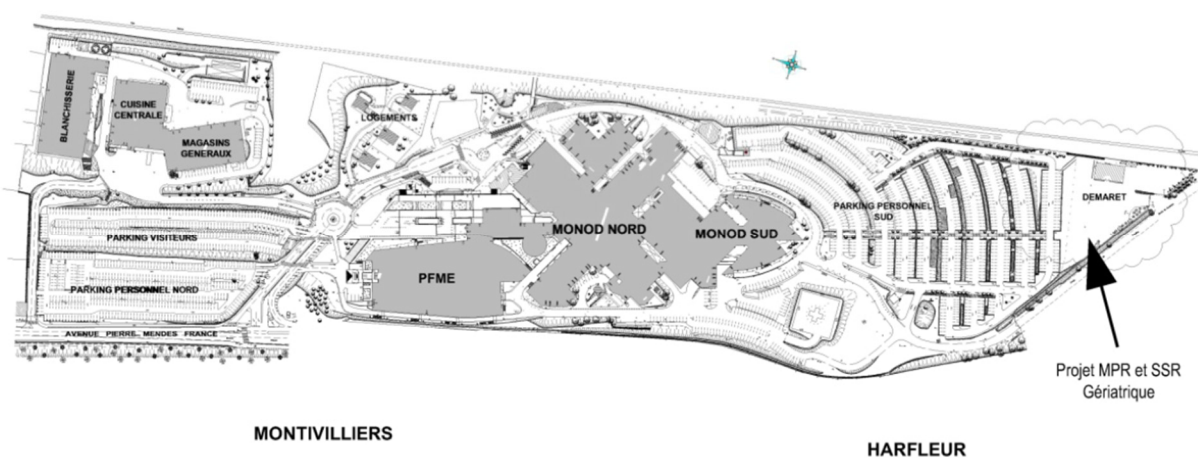 BLANCHISSERIE
CUISINE
CENTRALE
MAGASINS
GENERAUX
LOGEMENTS
PARKING VISITEURS
PARKING PERSONNEL NORD
AVENUE PIERRE MENDES FRANCE
PFME
MONOD NORD
MONOD SUD
PARKING PERSONNEL
SUD
DEMARET
Projet MPR et SSR
Gériatrique
MONTIVILLIERS
HARFLEUR